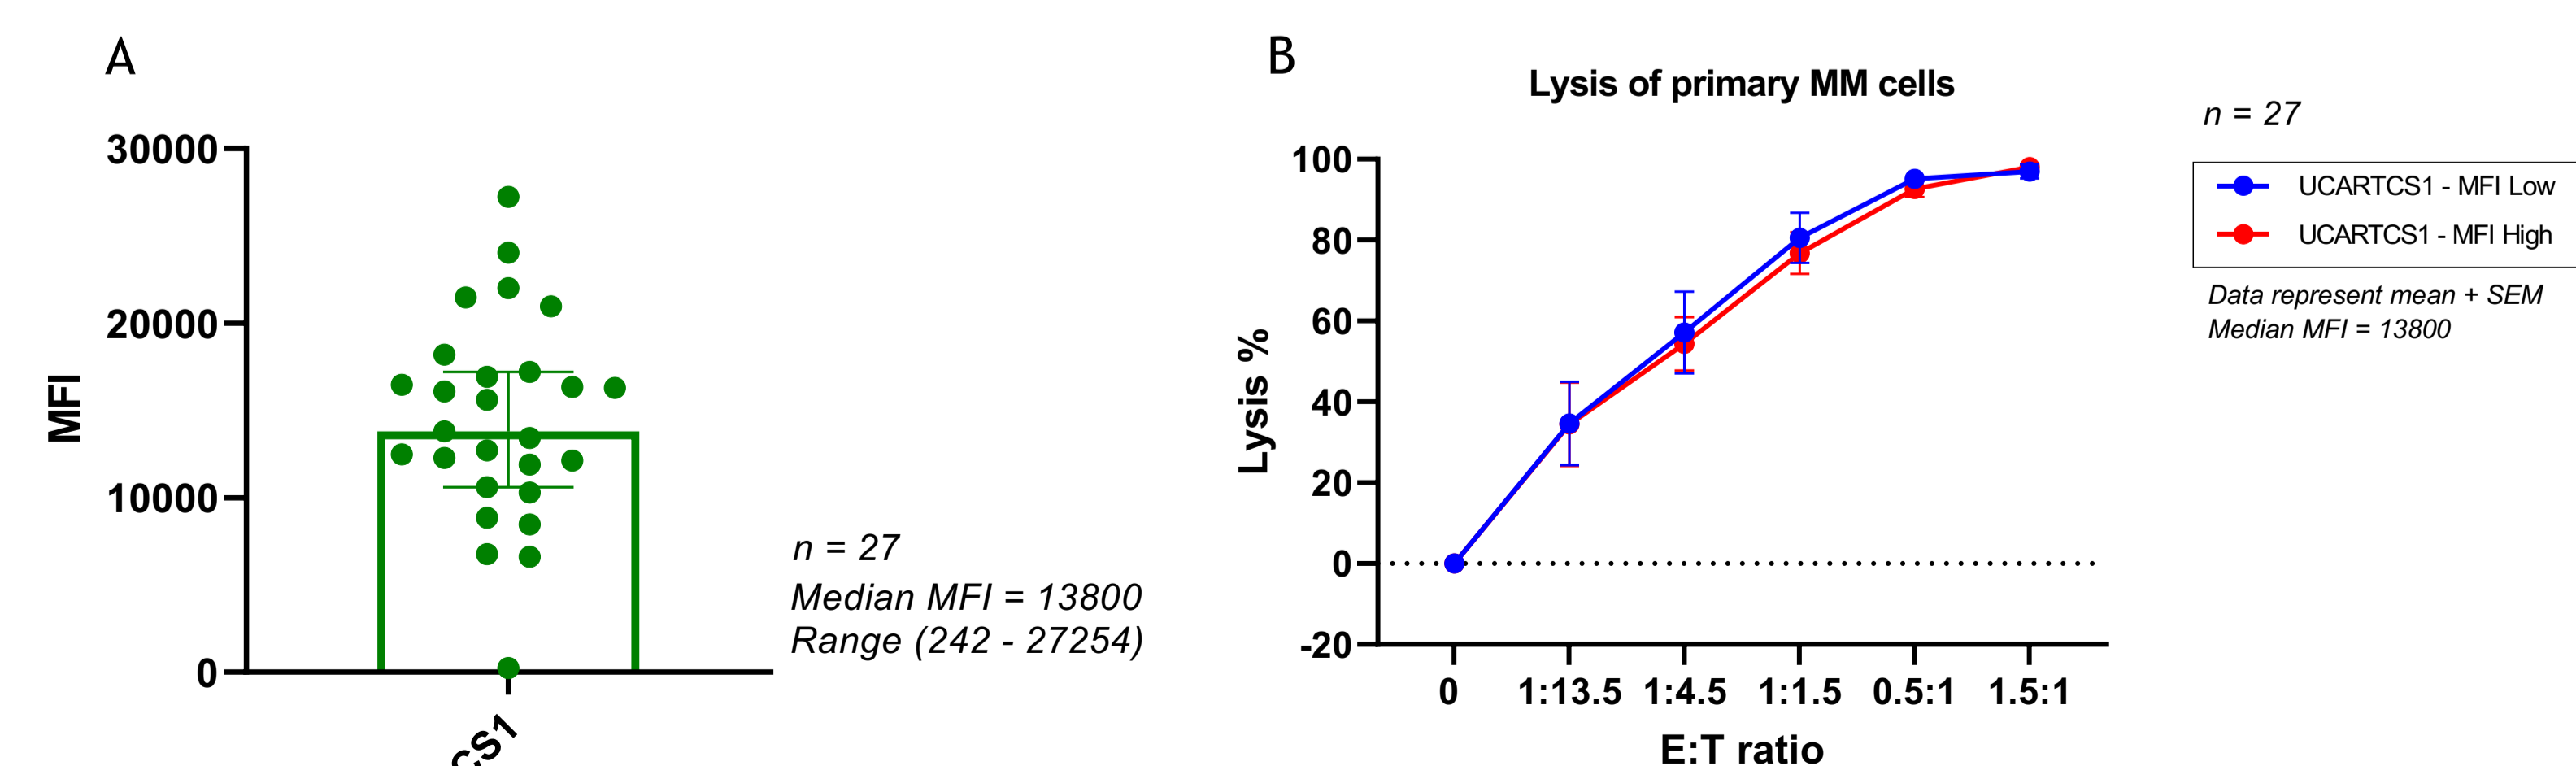 A
MFI
30000
20000
10000
0
CS1
n = 27
Median MFI = 13800
Range (242 - 27254)
B
Lysis of primary MM cells
Lysis %
100
80
60
40
20
0
-20
0 1:13.5 1:4.5 1:1.5 0.5:1 1.5:1
E:T ratio
n = 27
UCARTCS1 - MFI Low
UCARTCS1 - MFI High
Data represent mean + SEM
Median MFI = 13800